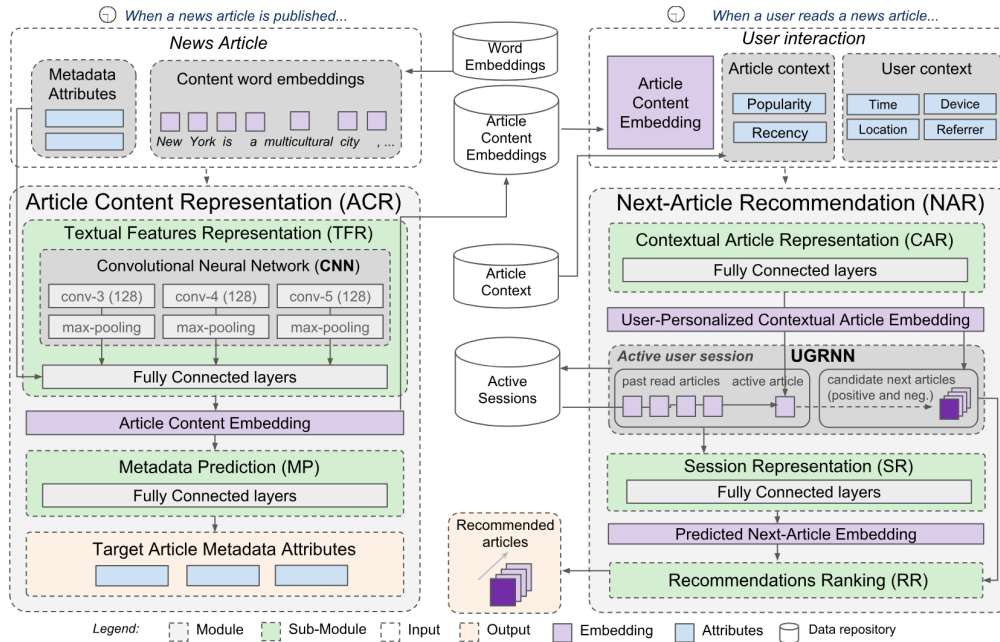 When a news article is published...
News Article
Metadata
Attributes
Content word embeddings
New York is a multicultural city , ...
Article Content Representation (ACR)
Textual Features Representation (TFR)
Convolutional Neural Network (CNN)
conv-3 (128) conv-4 (128) conv-5 (128)
max-pooling max-pooling max-pooling
Fully Connected layers
Article Content Embedding
Metadata Prediction (MP)
Fully Connected layers
Target Article Metadata Attributes
Word
Embeddings
Article
Content
Embeddings
Article
Context
Active
Sessions
Recommended
articles
When a user reads a news article...
User interaction
Article
Content
Embedding
Article context
Popularity
Recency
User context
Time Device
Location Referrer
Next-Article Recommendation (NAR)
Contextual Article Representation (CAR)
Fully Connected layers
User-Personalized Contextual Article Embedding
Active user session UGRNN
past read articles active article
candidate next articles
(positive and neg.)
Session Representation (SR)
Fully Connected layers
Predicted Next-Article Embedding
Recommendations Ranking (RR)
Legend: Module Sub-Module Input Output Embedding Attributes Data repository